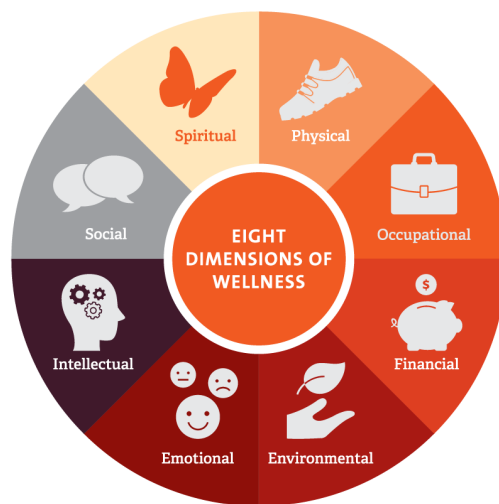 EIGHT
DIMENSIONS OF
WELLNESS
Spiritual
Physical
Occupational
Financial
Environmental
Emotional
Intellectual
Social
$